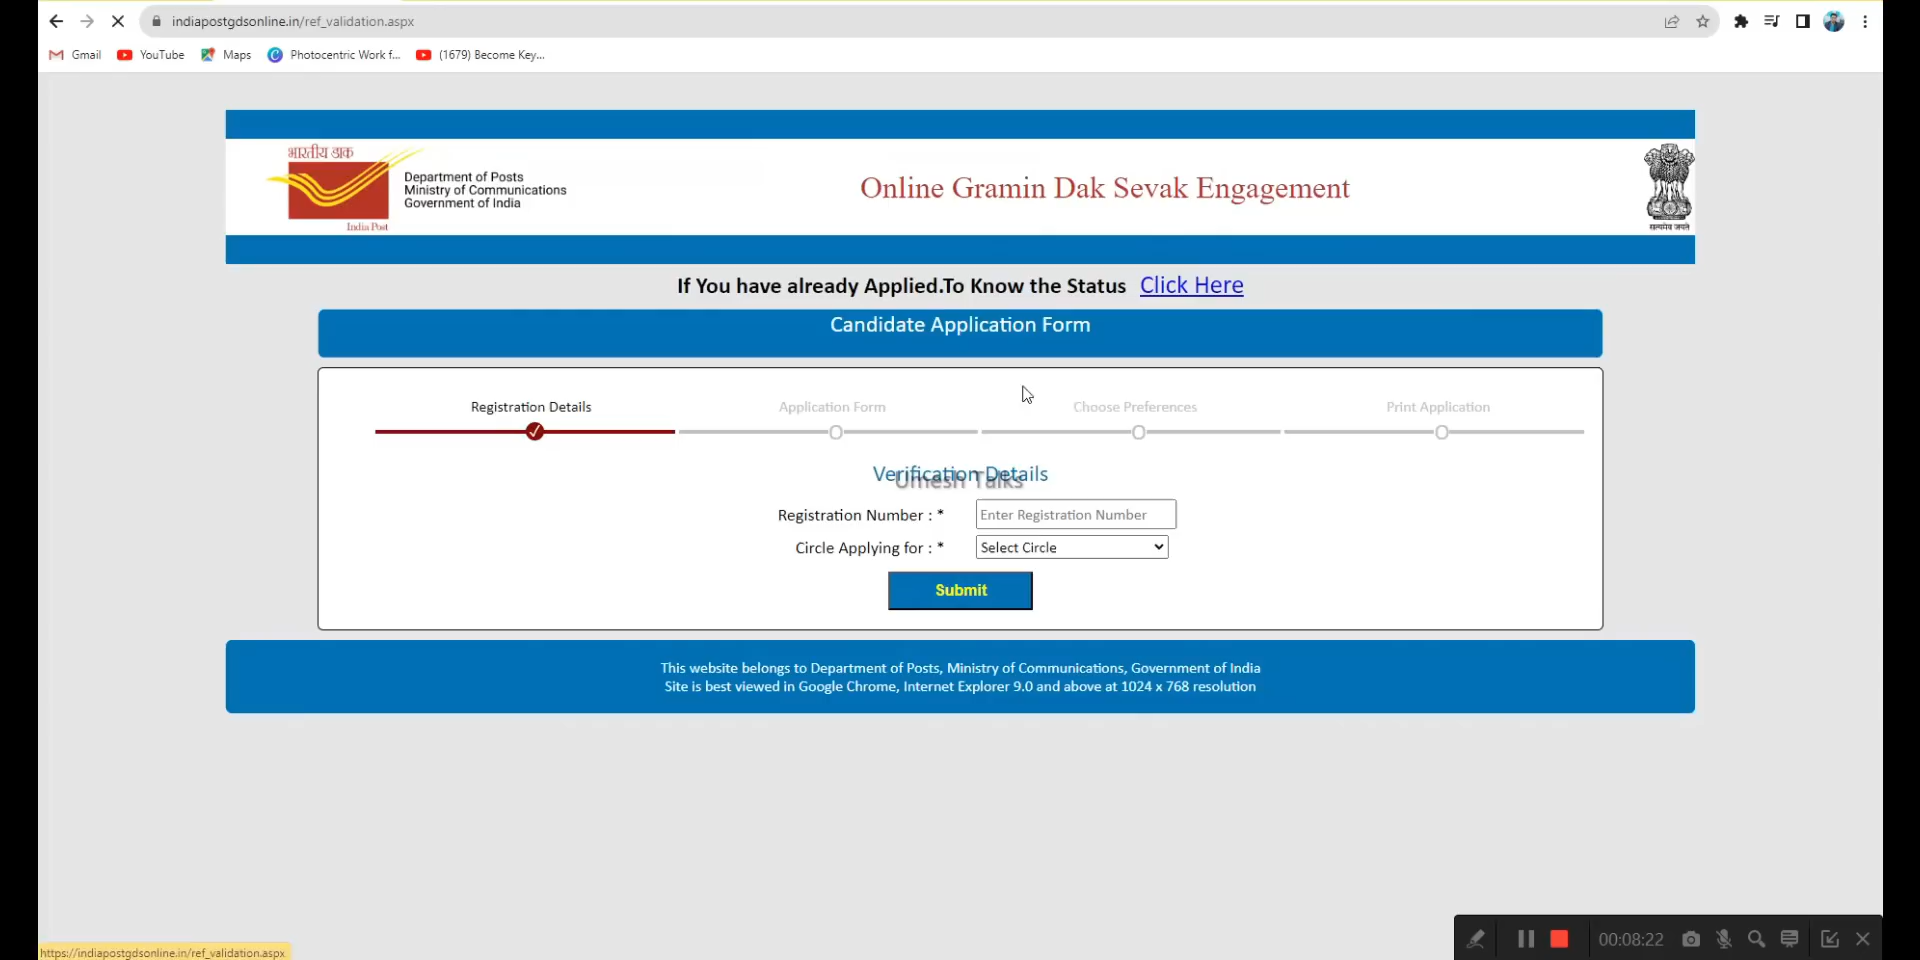 indiapostgdsonline.in/ref_validation.aspx
Gmail YouTube Maps Photocentric Work f... (1679) Become Key...
भारतीय डाक
India Post
Department of Posts
Ministry of Communications
Government of India
Online Gramin Dak Sevak Engagement
सत्यमेव जयते
If You have already Applied.To Know the Status Click Here
Candidate Application Form
Registration Details Application Form Choose Preferences Print Application
Verification Details
Umesh Talks
Registration Number : * Enter Registration Number
Circle Applying for : * Select Circle
Submit
This website belongs to Department of Posts, Ministry of Communications, Government of India
Site is best viewed in Google Chrome, Internet Explorer 9.0 and above at 1024 x 768 resolution
https://indiapostgdsonline.in/ref_validation.aspx
00:08:22